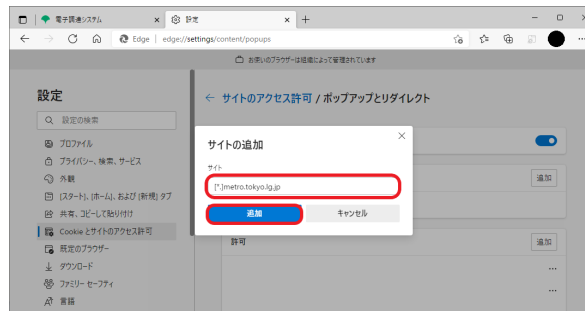 電子調達システム
設定
Edge | edge://settings/content/popups
お使いのブラウザーは組織によって管理されています
設定
設定の検索
プロファイル
プライバシー、検索、サービス
外観
[スタート]、[ホーム]、および [新規] タブ
共有、コピーして貼り付け
Cookie とサイトのアクセス許可
既定のブラウザー
ダウンロード
ファミリー セーフティ
言語
サイトのアクセス許可 / ポップアップとリダイレクト
サイトの追加
サイト
[*.]metro.tokyo.lg.jp
追加
キャンセル
追加
許可
追加